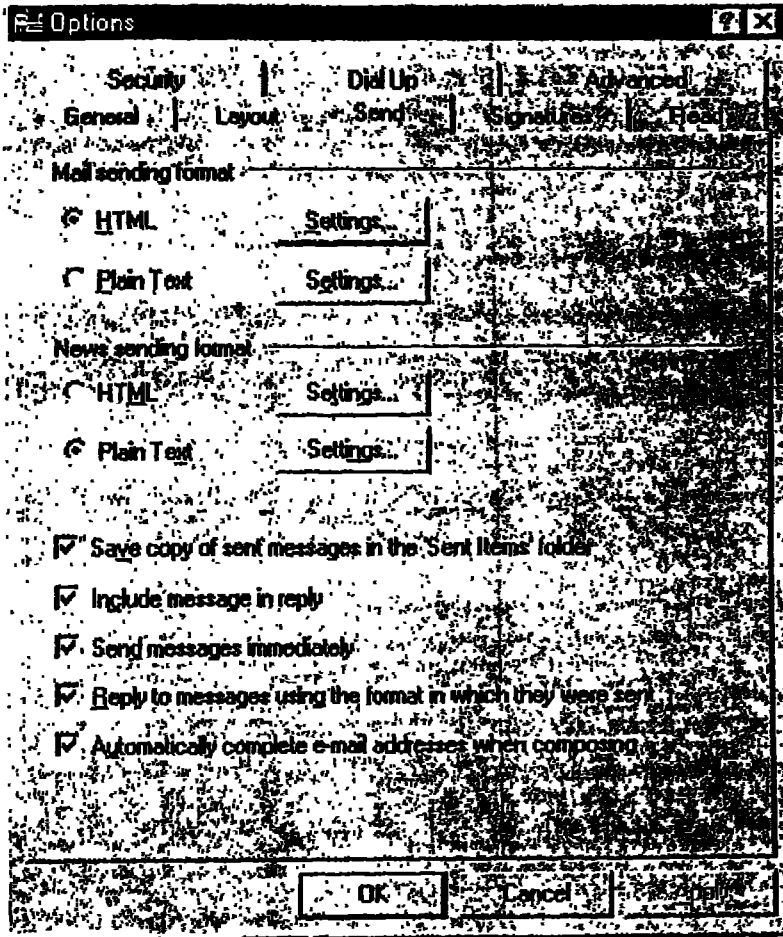 Options
Security Dial Up Advanced
General Layout Send Signatures Read
Mail sending format
HTML Settings...
Plain Text Settings...
News sending format
HTML Settings...
Plain Text Settings...
Save copy of sent messages in the 'Sent Items' folder
Include message in reply
Send messages immediately
Reply to messages using the format in which they were sent
Automatically complete e-mail addresses when composing
OK Cancel Apply